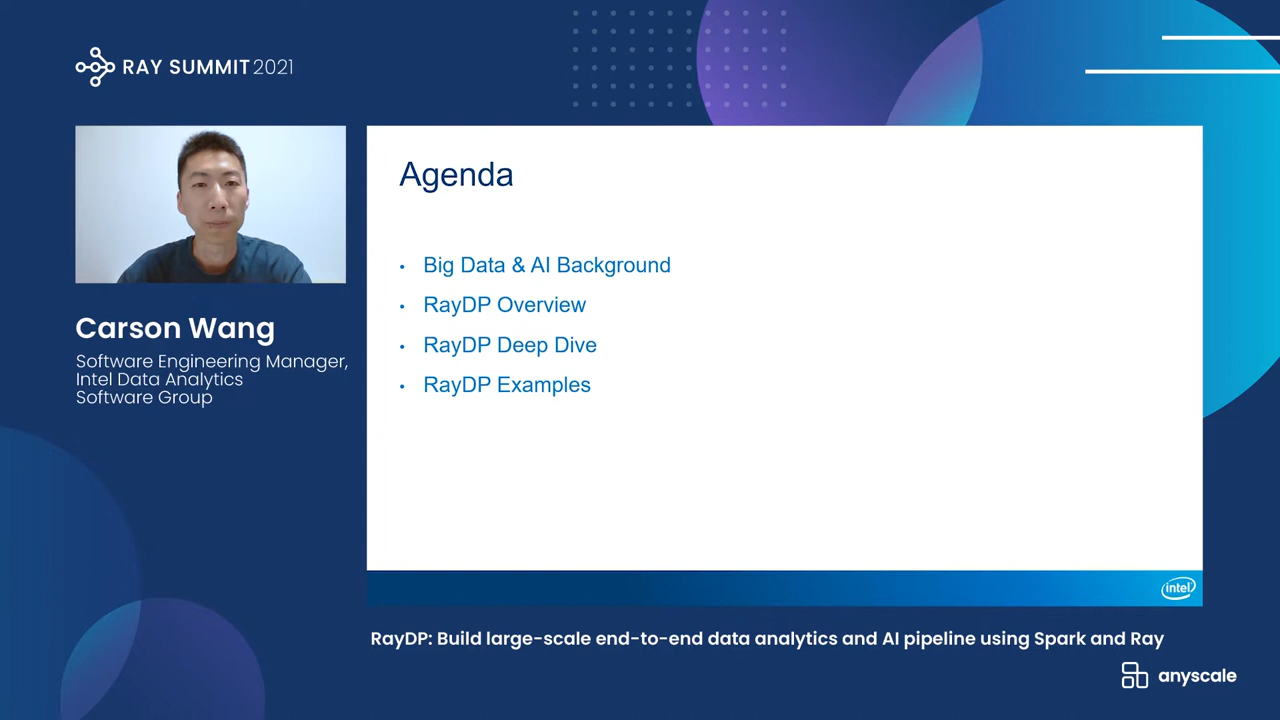 RAY SUMMIT 2021
Carson Wang
Software Engineering Manager,
Intel Data Analytics
Software Group
Agenda
• Big Data & AI Background
• RayDP Overview
• RayDP Deep Dive
• RayDP Examples
intel
RayDP: Build large-scale end-to-end data analytics and AI pipeline using Spark and Ray
anyscale